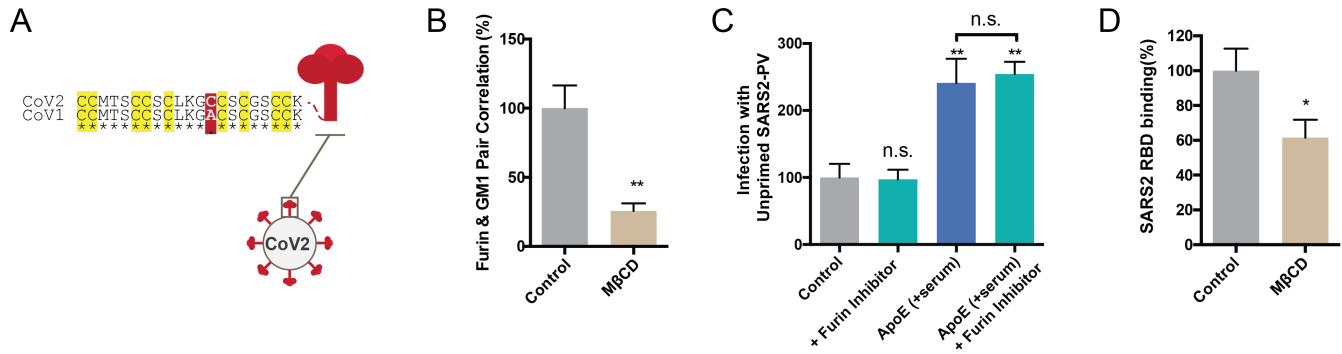 A
CoV2 CCMTSCCSCLKGCCSCGSCCK
CoV1 CCMTSCCSCLKGACSCGSCCK
************.********
CoV2
B
Furin & GM1 Pair Correlation (%)
150
100
50
0
**
Control
MβCD
C
Infection with
Unprimed SARS2-PV
300
200
100
0
n.s.
n.s.
**
**
Control
+ Furin Inhibitor
ApoE (+serum)
ApoE (+serum)
+ Furin Inhibitor
D
SARS2 RBD binding(%)
120
100
80
60
40
20
0
*
Control
MβCD